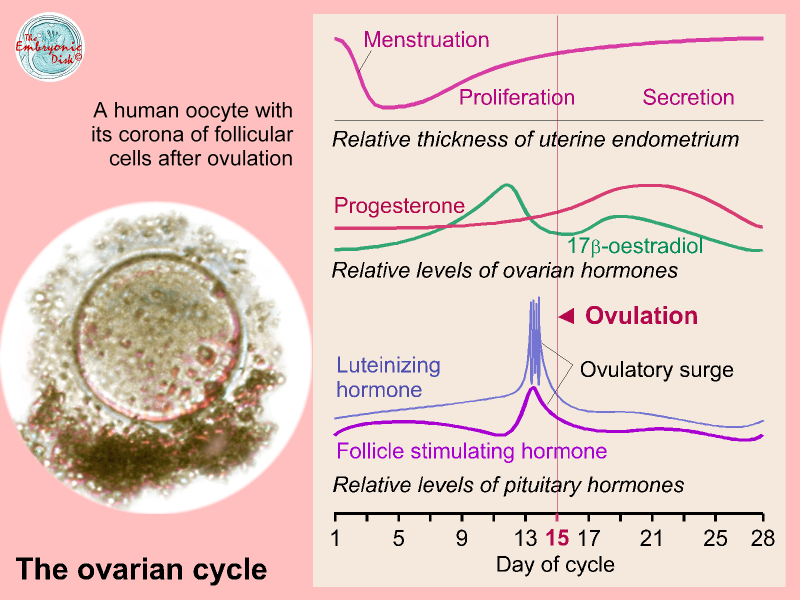 The
Embryonic
Disk©
A human oocyte with
its corona of follicular
cells after ovulation
The ovarian cycle
Menstruation
Proliferation
Secretion
Relative thickness of uterine endometrium
Progesterone
17β-oestradiol
Relative levels of ovarian hormones
Ovulation
Luteinizing
hormone
Ovulatory surge
Follicle stimulating hormone
Relative levels of pituitary hormones
1 5 9 13 15 17 21 25 28
Day of cycle